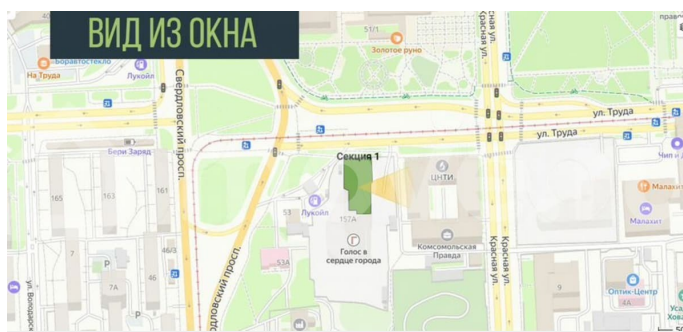 ВИД ИЗ ОКНА
51/1
Золотое руно
Боравтостекло
На Труда
Лукойл
Свердловский просп.
Красная ул.
Красная ул.
ул. Труда
ул. Труда
Бери Заряд
Секция 1
ЦНТИ
Чип и
Малахит
Малахит
165
163
161
53
Лукойл
157А
Голос в
сердце города
Комсомольская
Правда
Красная ул.
Красная ул.
7
7А
46/3
46
53А
P
P
9
Оптик-Центр
4А
ул. Володарск
рдловский просп.